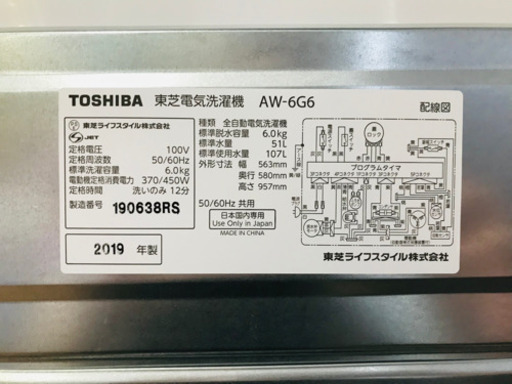 TOSHIBA 東芝電気洗濯機 AW-6G6
配線図
JET 東芝ライフスタイル株式会社
定格電圧 100V
定格周波数 50/60Hz
標準洗濯容量 6.0kg
電動機定格消費電力 370/450W
定格時間 洗いのみ 12分
製造番号 190638RS
2019 年製
種類 全自動電気洗濯機
標準脱水容量 6.0kg
標準水量 51L
標準使用水量 107L
外形寸法 幅 563mm
奥行 580mm
高さ 957mm
50/60Hz 共用
日本国内専用
Use Only in Japan
MADE IN CHINA
プログラムタイマ
東芝ライフスタイル株式会社